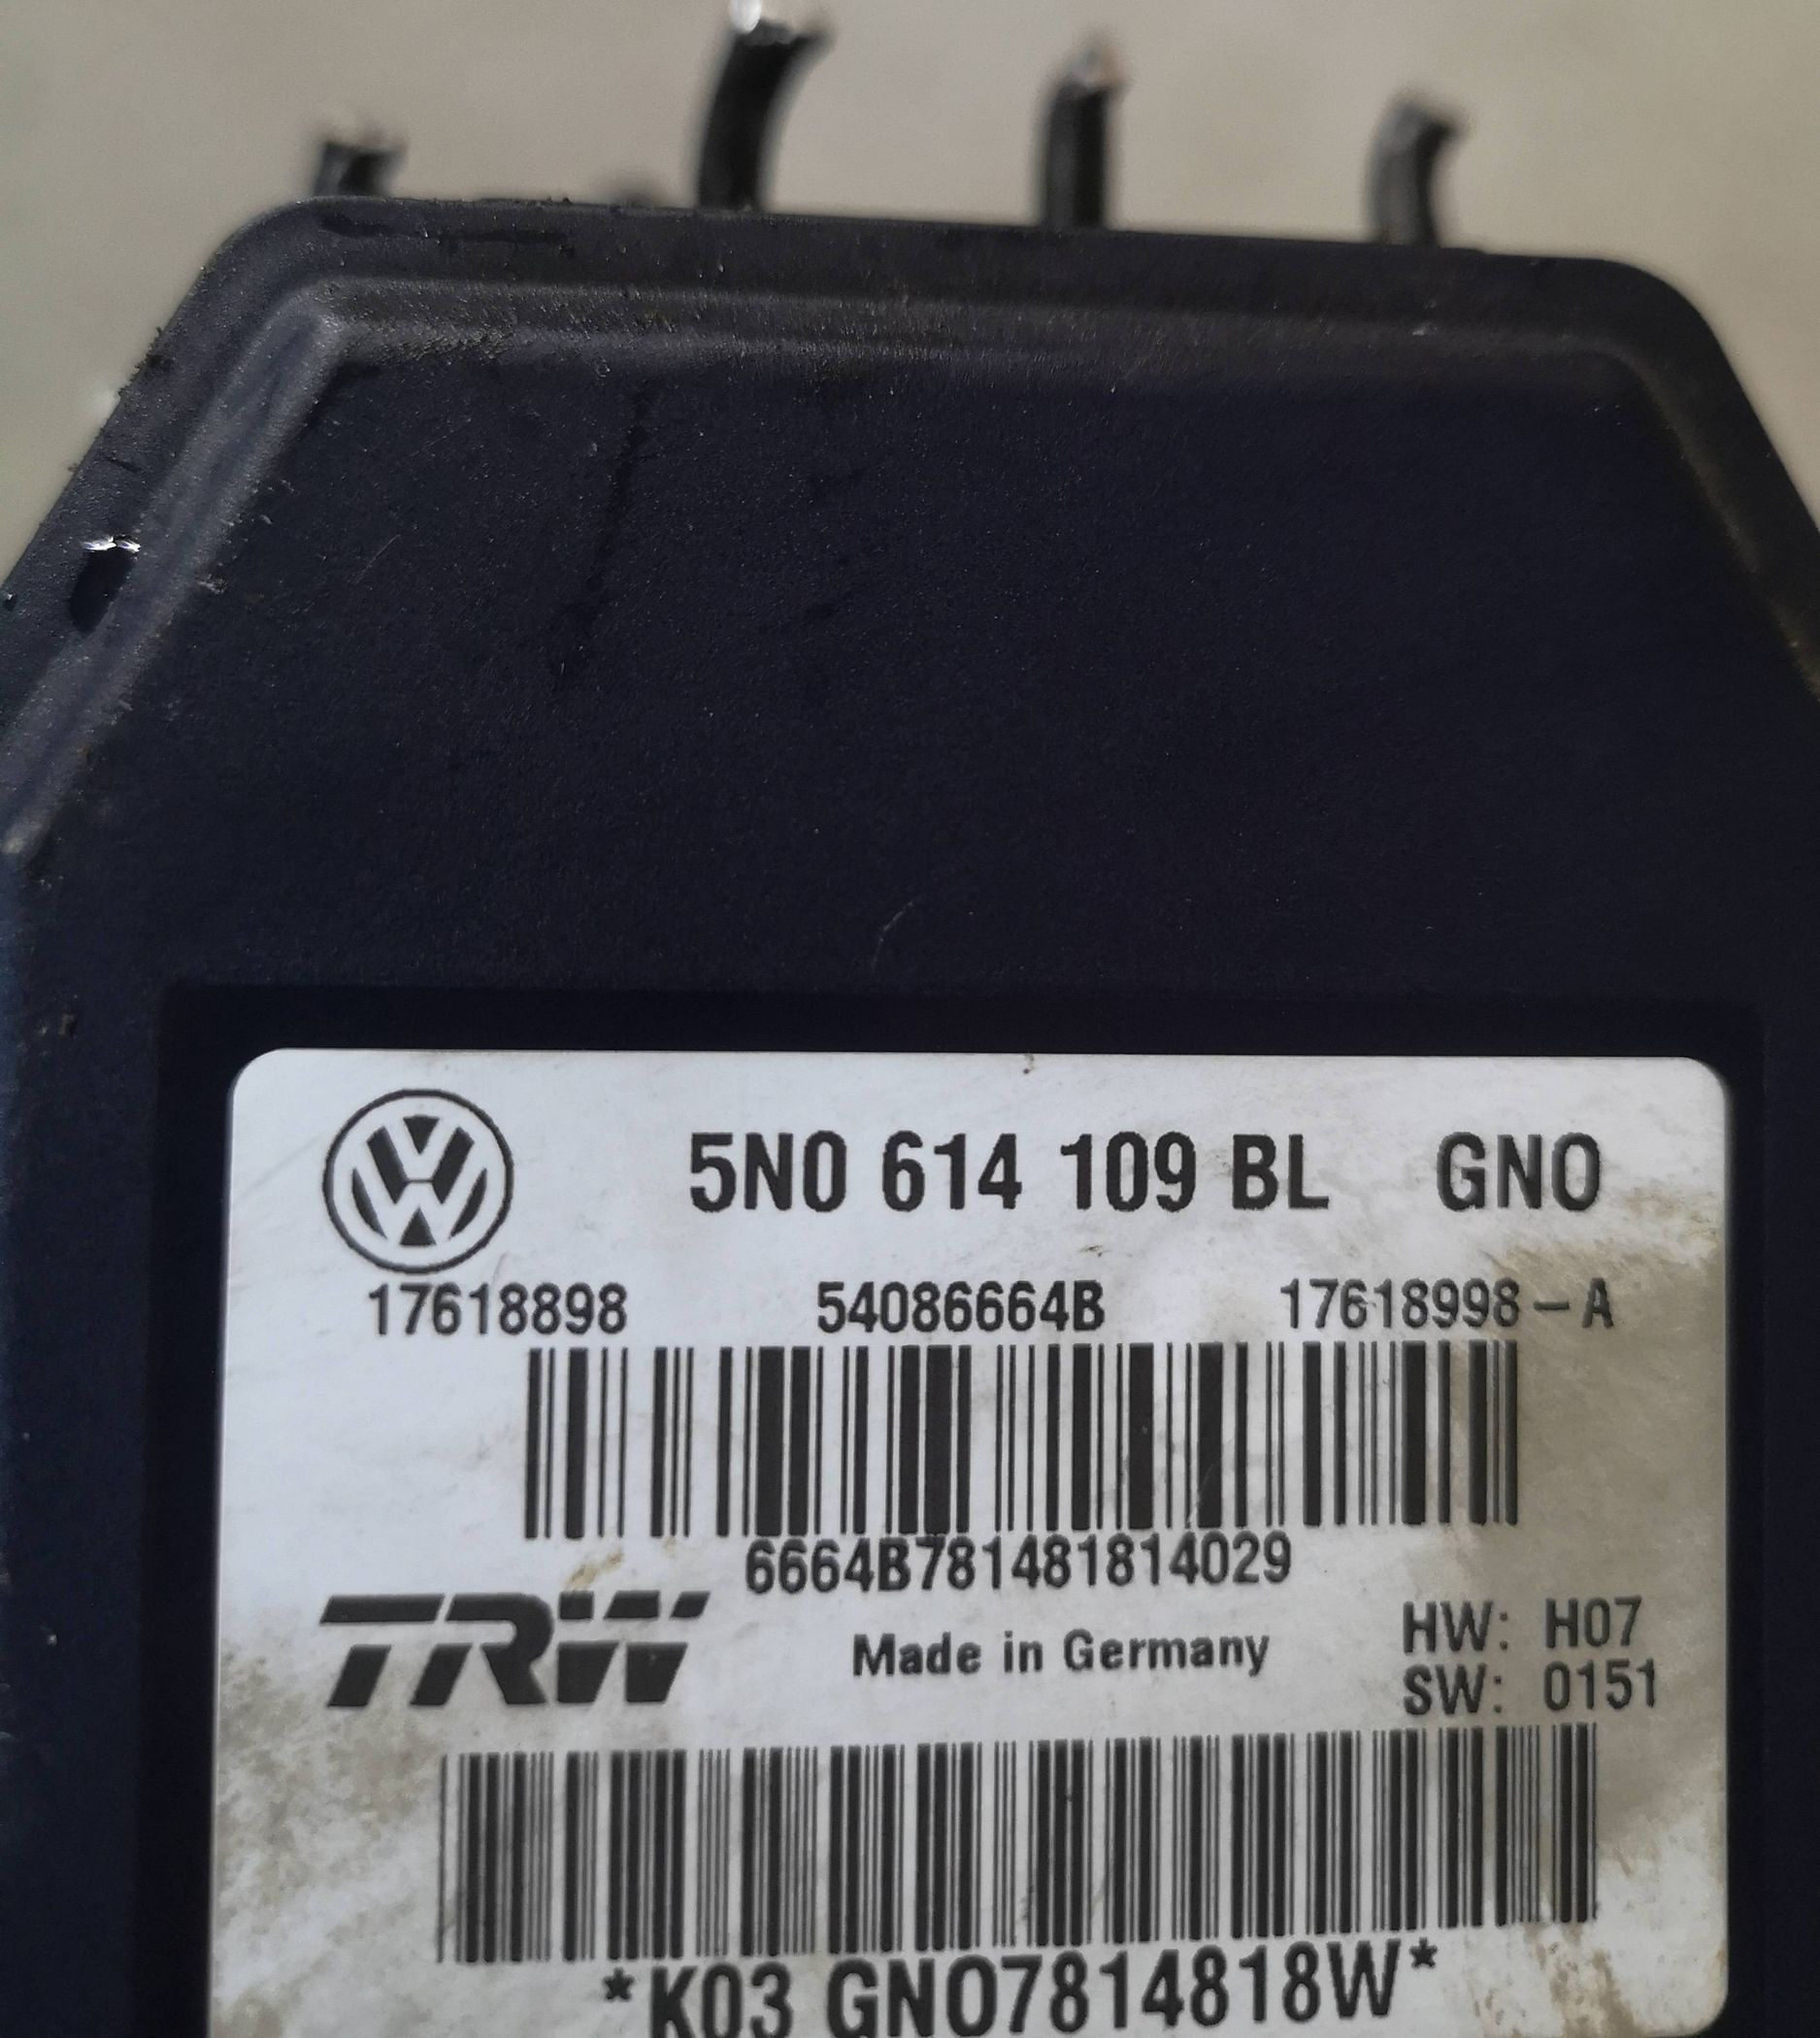 5N0 614 109 BL GNO
17618898 54086664B 17618998-A
6664B781481814029
TRW Made in Germany HW: H07
SW: 0151
*K03 GNO7814818W*